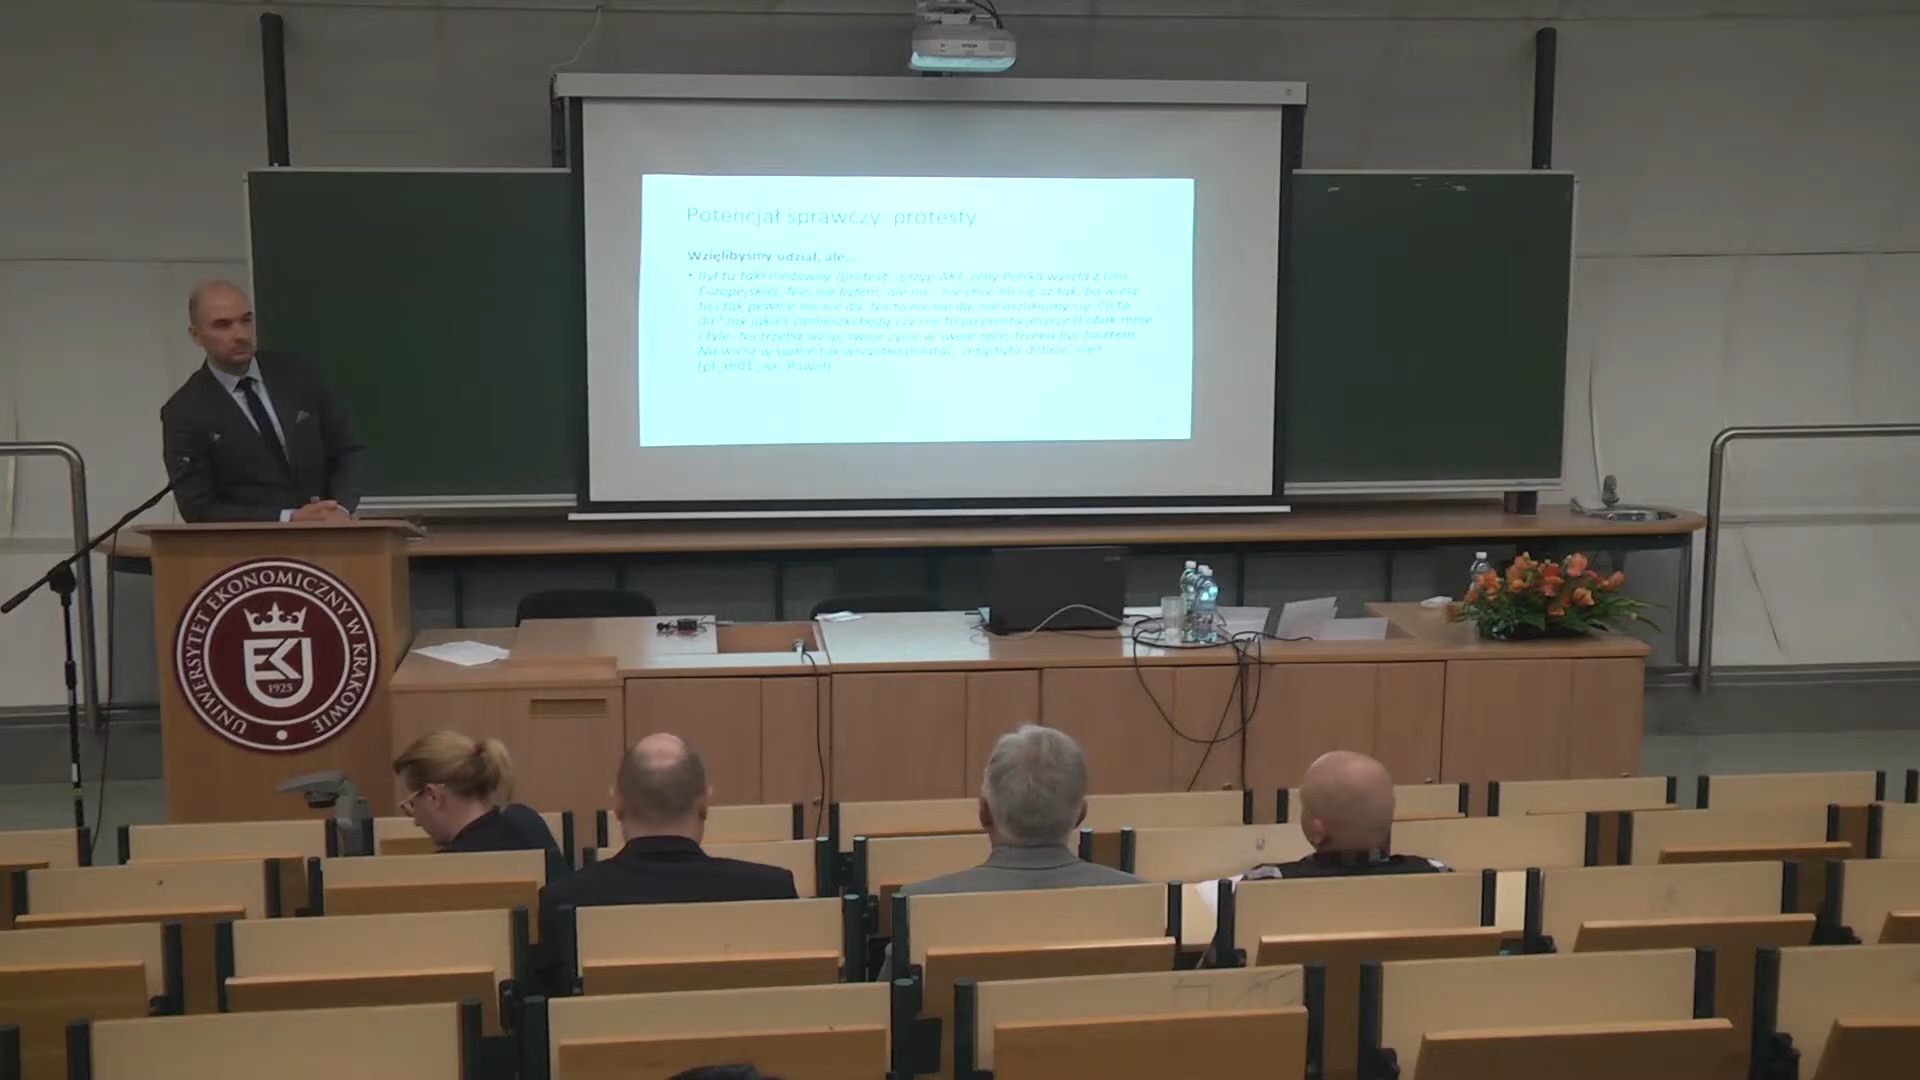 Potencjał sprawczy: protesty
Wzięlibyśmy udział, ale...
• Był tu taki niedawny [protest –przyp. AK], żeby Polska wyszła z Unii
Europejskiej. Nie, nie byłem, ale no... nie chce mi się aż tak, bo wiesz
to i tak pewnie nic nie da. No to nic nie da, nie oszukujmy się. Co to
da? Jak jakieś zamieszki będą czy coś to po prostu jeszcze () obok mnie
i tyle. No trzeba wziąć swoje życie w swoje ręce, trzeba być facetem.
No wiesz w sumie tak wszystko połatać, żeby było dobrze, nie?
[pł_m01_wr. Paweł]
UNIWERSYTET EKONOMICZNY W KRAKOWIE
1925